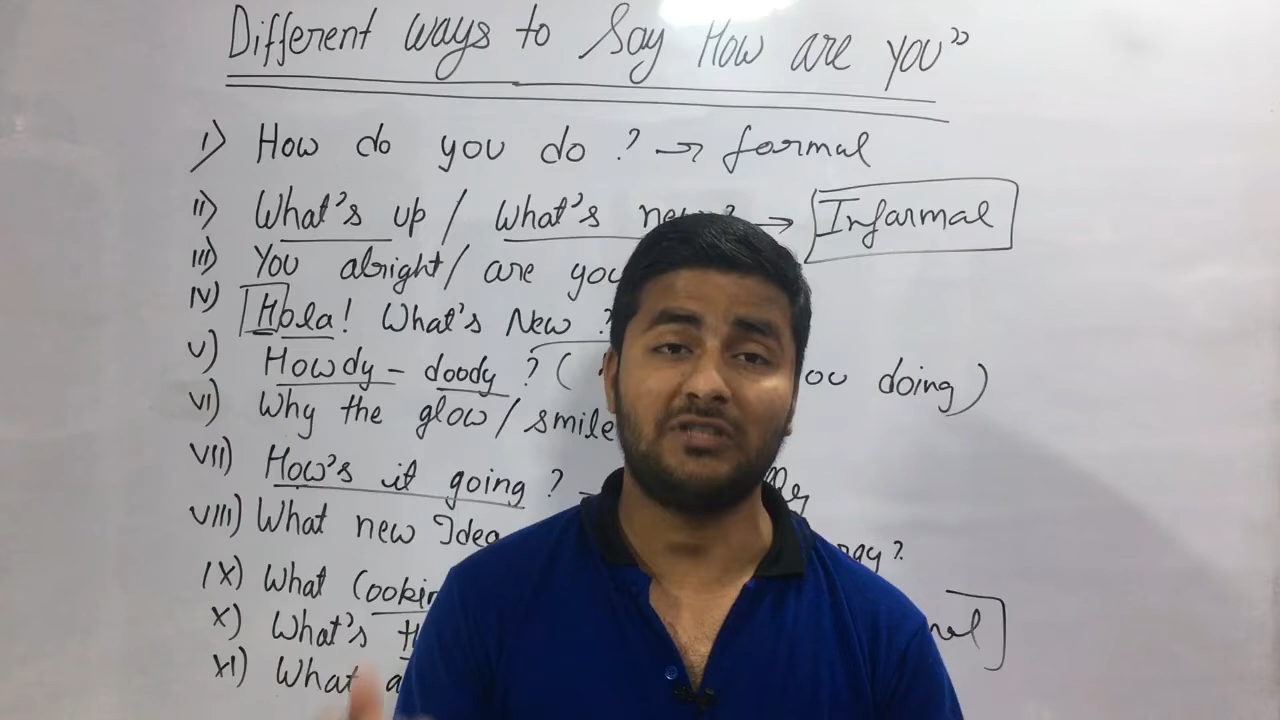 Different ways to Say How are you”
I) How do you do ? → formal
II) What's up / What's new ? → Infarmal
III) You alright / are you
IV) Hola! What's New ?
V) Howdy - doody ? ( you doing )
VI) Why the glow / smile
VII) How's it going ?
VIII) What new Idea
IX) What
X) What's
XI) What